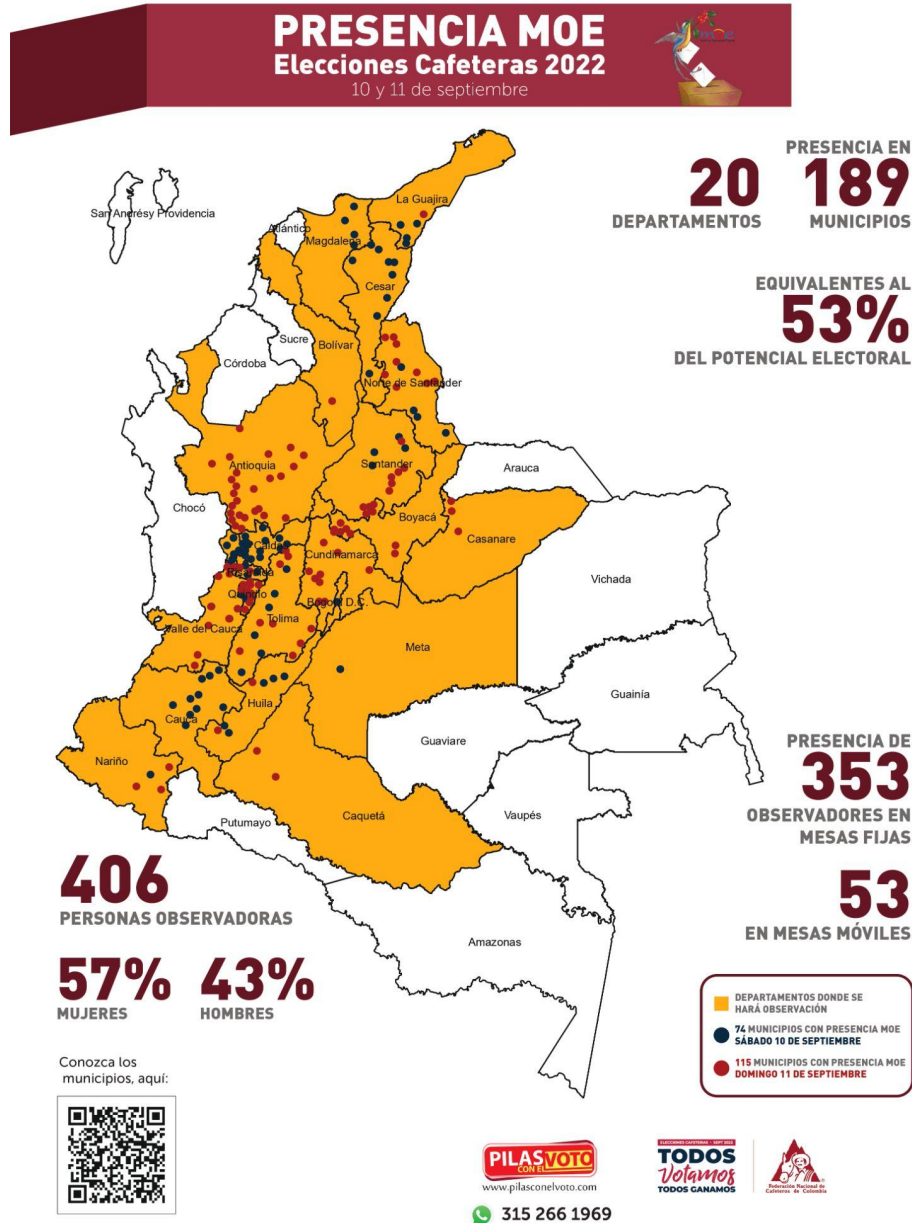 PRESENCIA MOE
Elecciones Cafeteras 2022
10 y 11 de septiembre
moe
PRESENCIA EN
20 189
DEPARTAMENTOS MUNICIPIOS
EQUIVALENTES AL
53%
DEL POTENCIAL ELECTORAL
San Andrés y Providencia
La Guajira
Atlántico
Magdalena
Cesar
Sucre
Bolívar
Córdoba
Norte de Santander
Antioquia
Santander
Arauca
Chocó
Boyacá
Casanare
Caldas
Cundinamarca
Risaralda
Vichada
Quindío
Bogotá D.C.
Tolima
Valle del Cauca
Meta
Guainía
Huila
Cauca
Guaviare
Nariño
Caquetá
Vaupés
Putumayo
Amazonas
PRESENCIA DE
353
OBSERVADORES EN
MESAS FIJAS
53
EN MESAS MÓVILES
406
PERSONAS OBSERVADORAS
57% 43%
MUJERES HOMBRES
DEPARTAMENTOS DONDE SE
HARÁ OBSERVACIÓN
74 MUNICIPIOS CON PRESENCIA MOE
SÁBADO 10 DE SEPTIEMBRE
115 MUNICIPIOS CON PRESENCIA MOE
DOMINGO 11 DE SEPTIEMBRE
Conozca los
municipios, aquí:
PILAS CON EL VOTO
www.pilasconelvoto.com
315 266 1969
ELECCIONES CAFETERAS - SEPT 2022
TODOS
Votamos
TODOS GANAMOS
Federación Nacional de
Cafeteros de Colombia